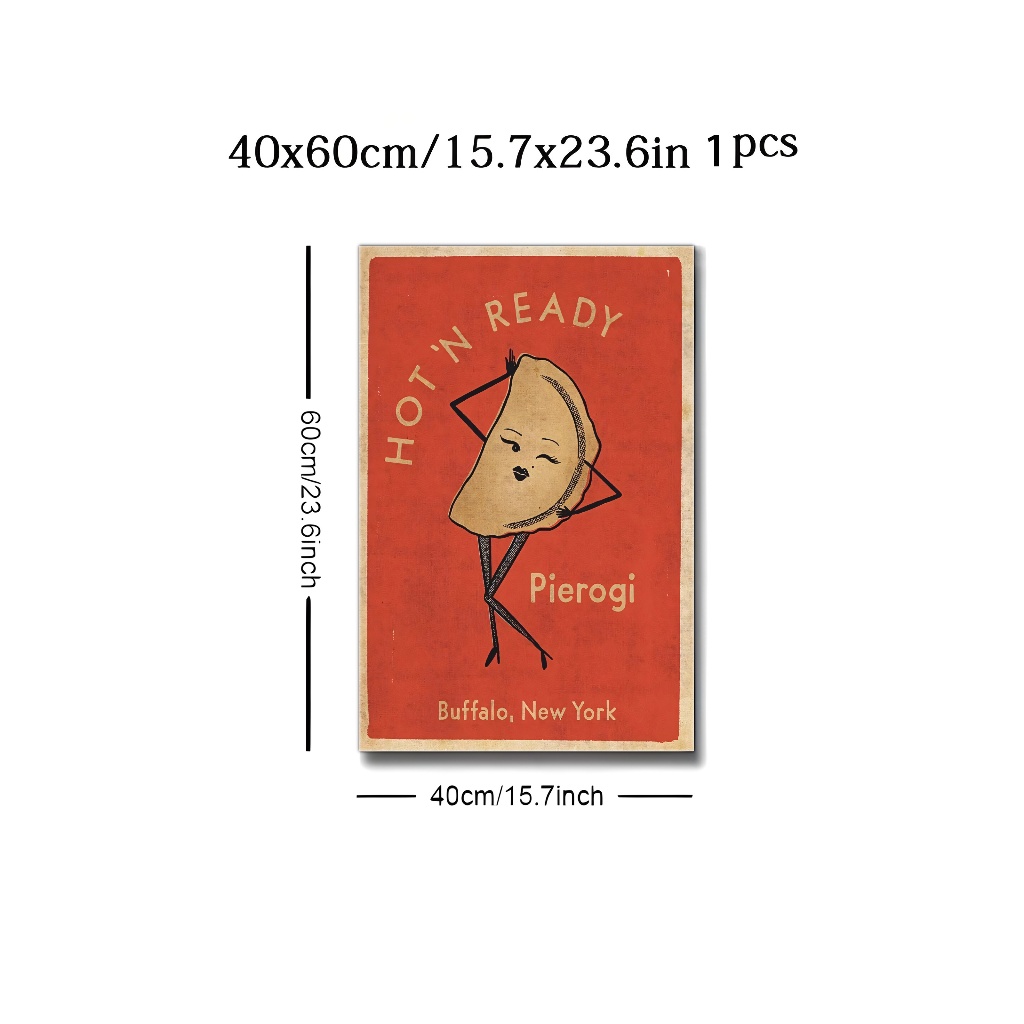 40x60cm/15.7x23.6in 1pcs
HOT 'N READY
60cm/23.6inch
Pierogi
Buffalo, New York
40cm/15.7inch